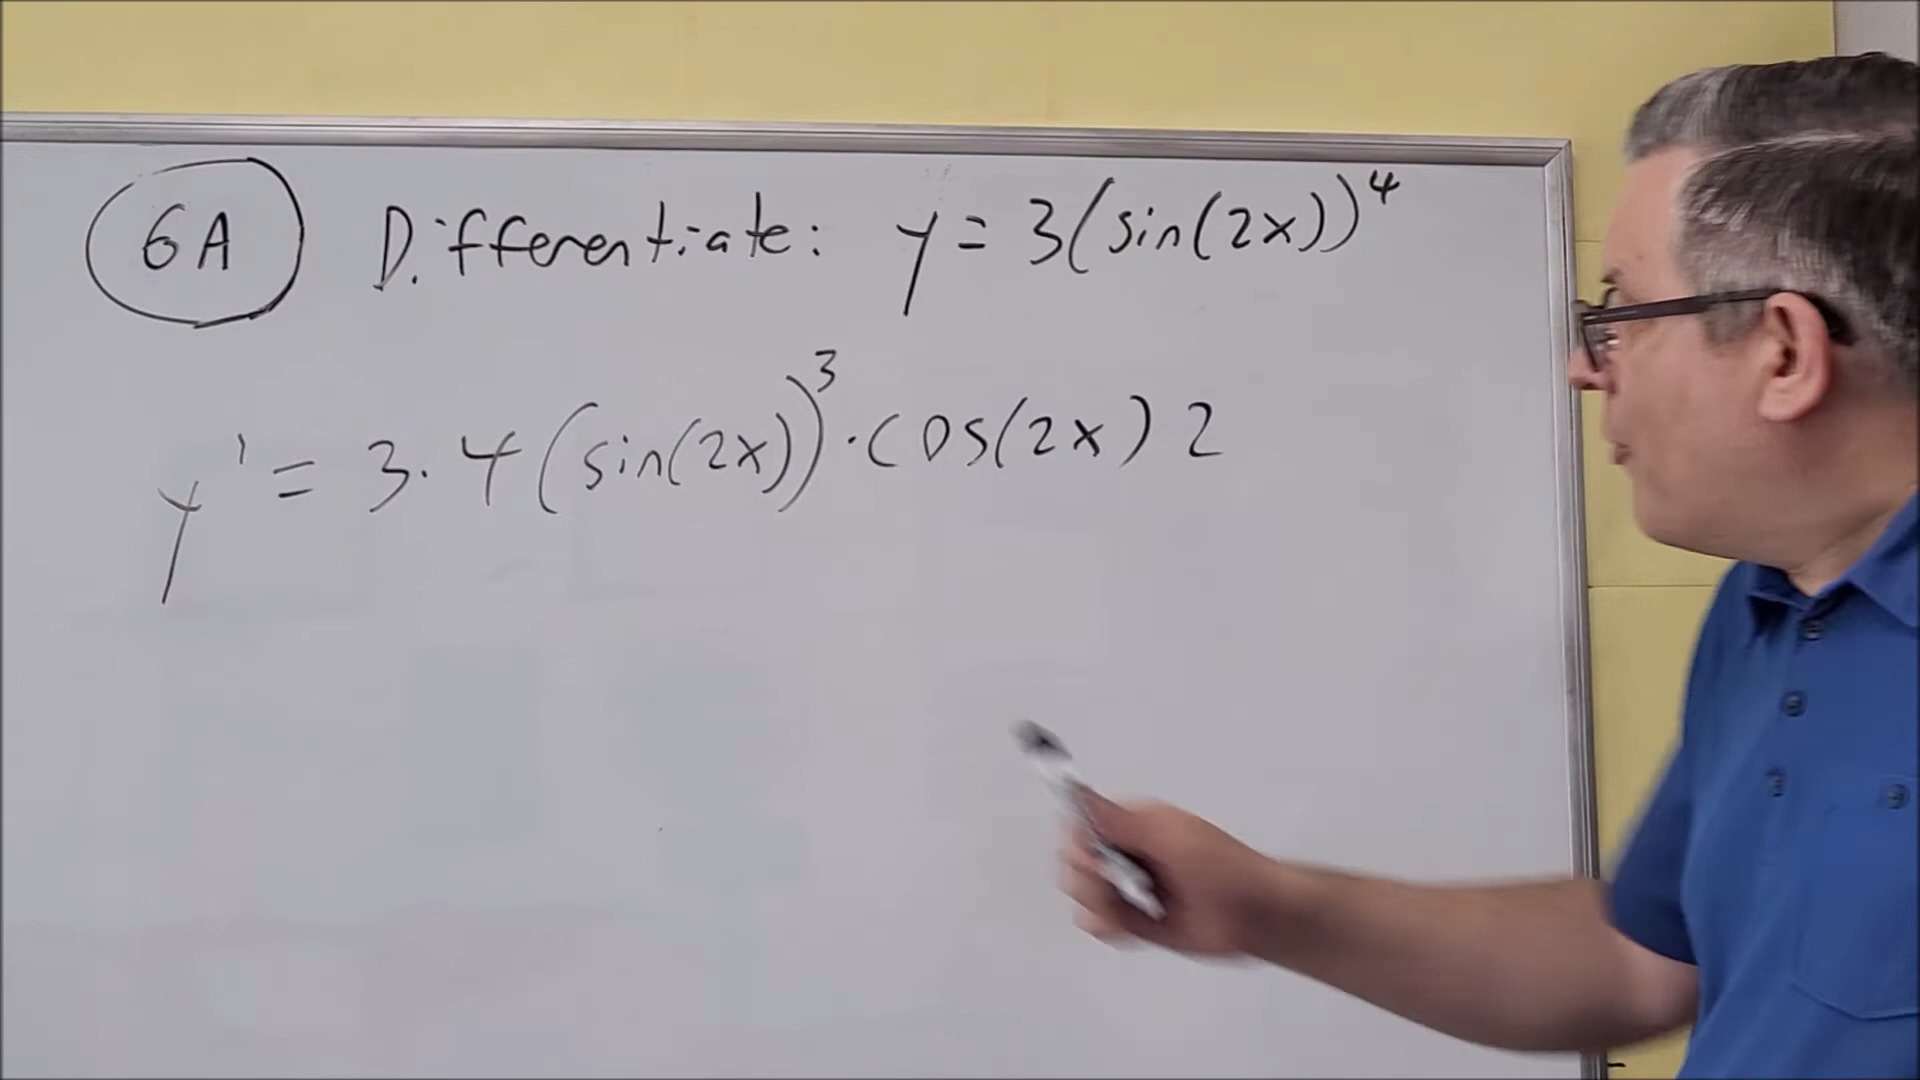 6A Differentiate: y = 3(sin(2x))⁴
y' = 3·4(sin(2x))³·cos(2x)2